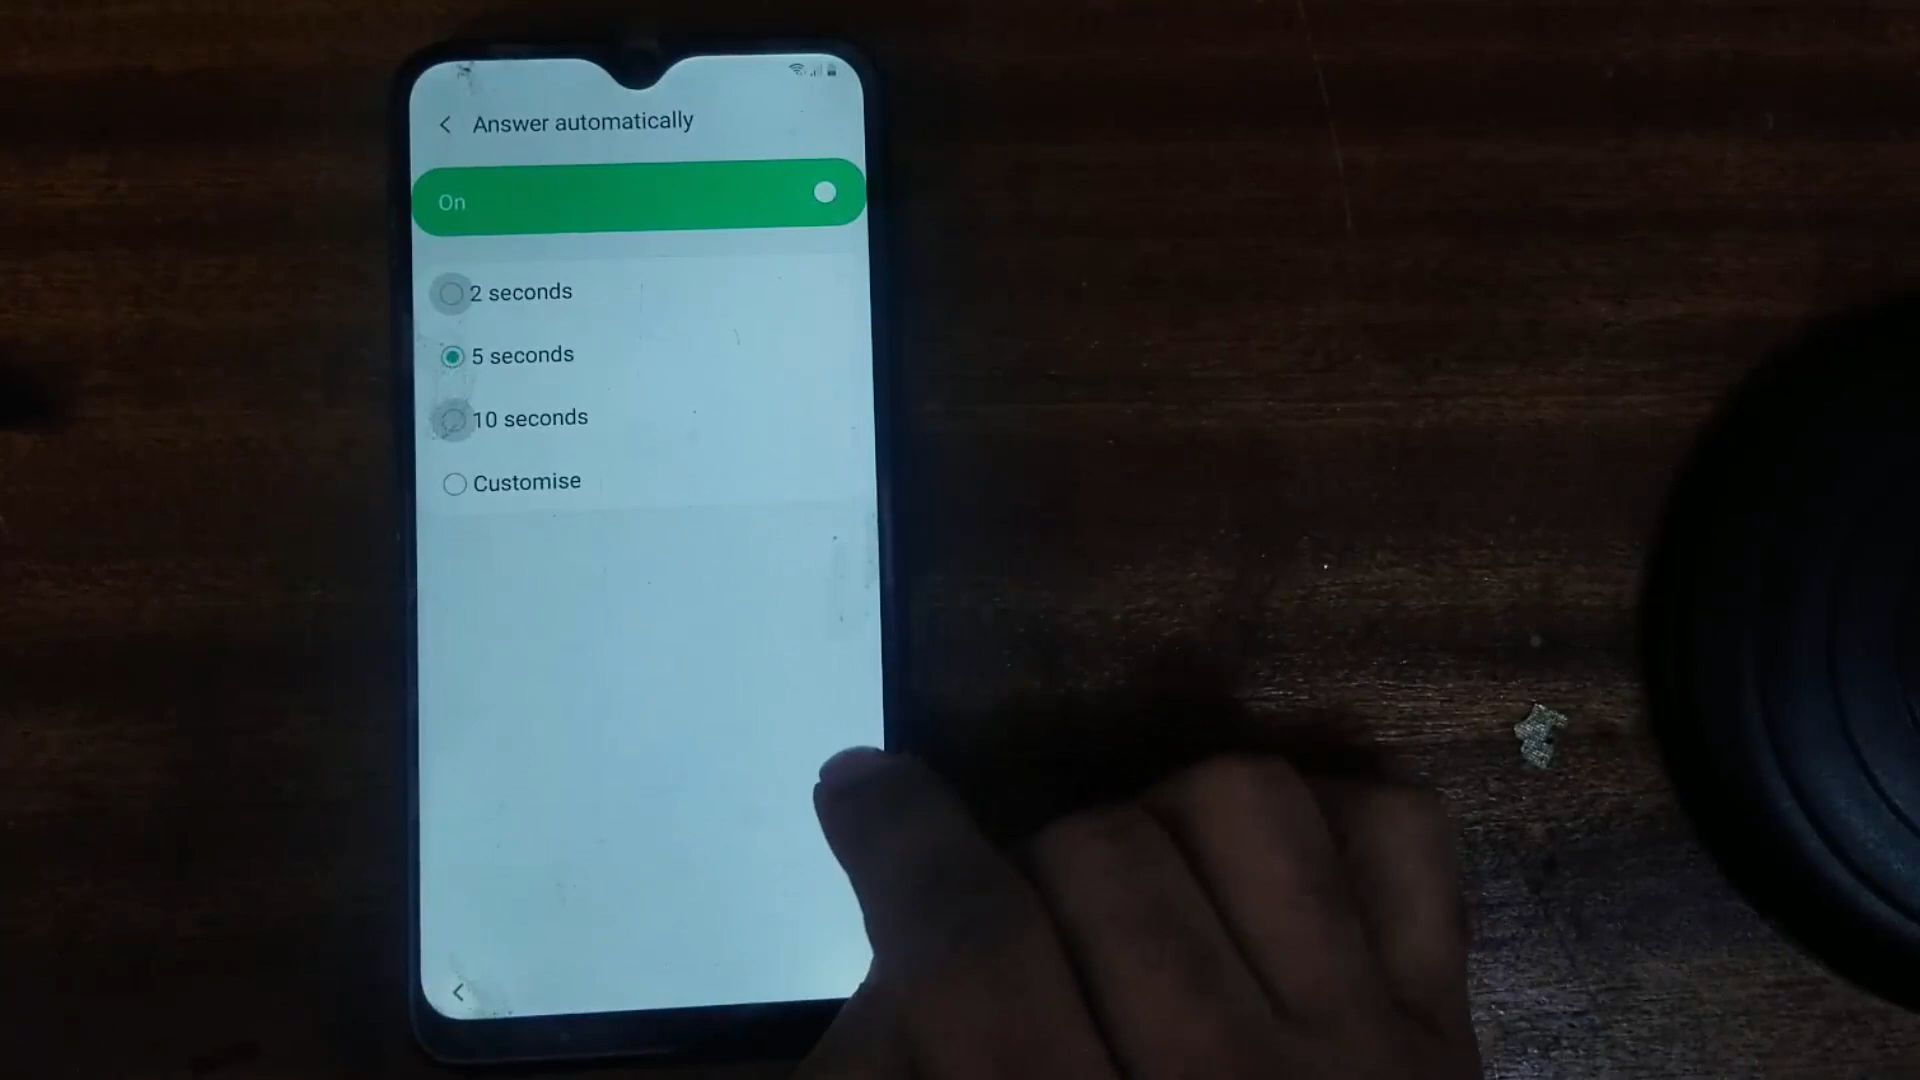 Answer automatically
On
2 seconds
5 seconds
10 seconds
Customise